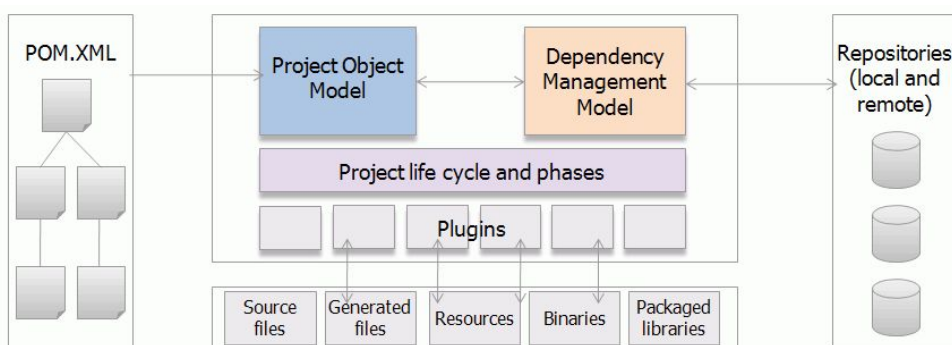 POM.XML
Project Object
Model
Dependency
Management
Model
Repositories
(local and
remote)
Project life cycle and phases
Plugins
Source
files
Generated
files
Resources
Binaries
Packaged
libraries